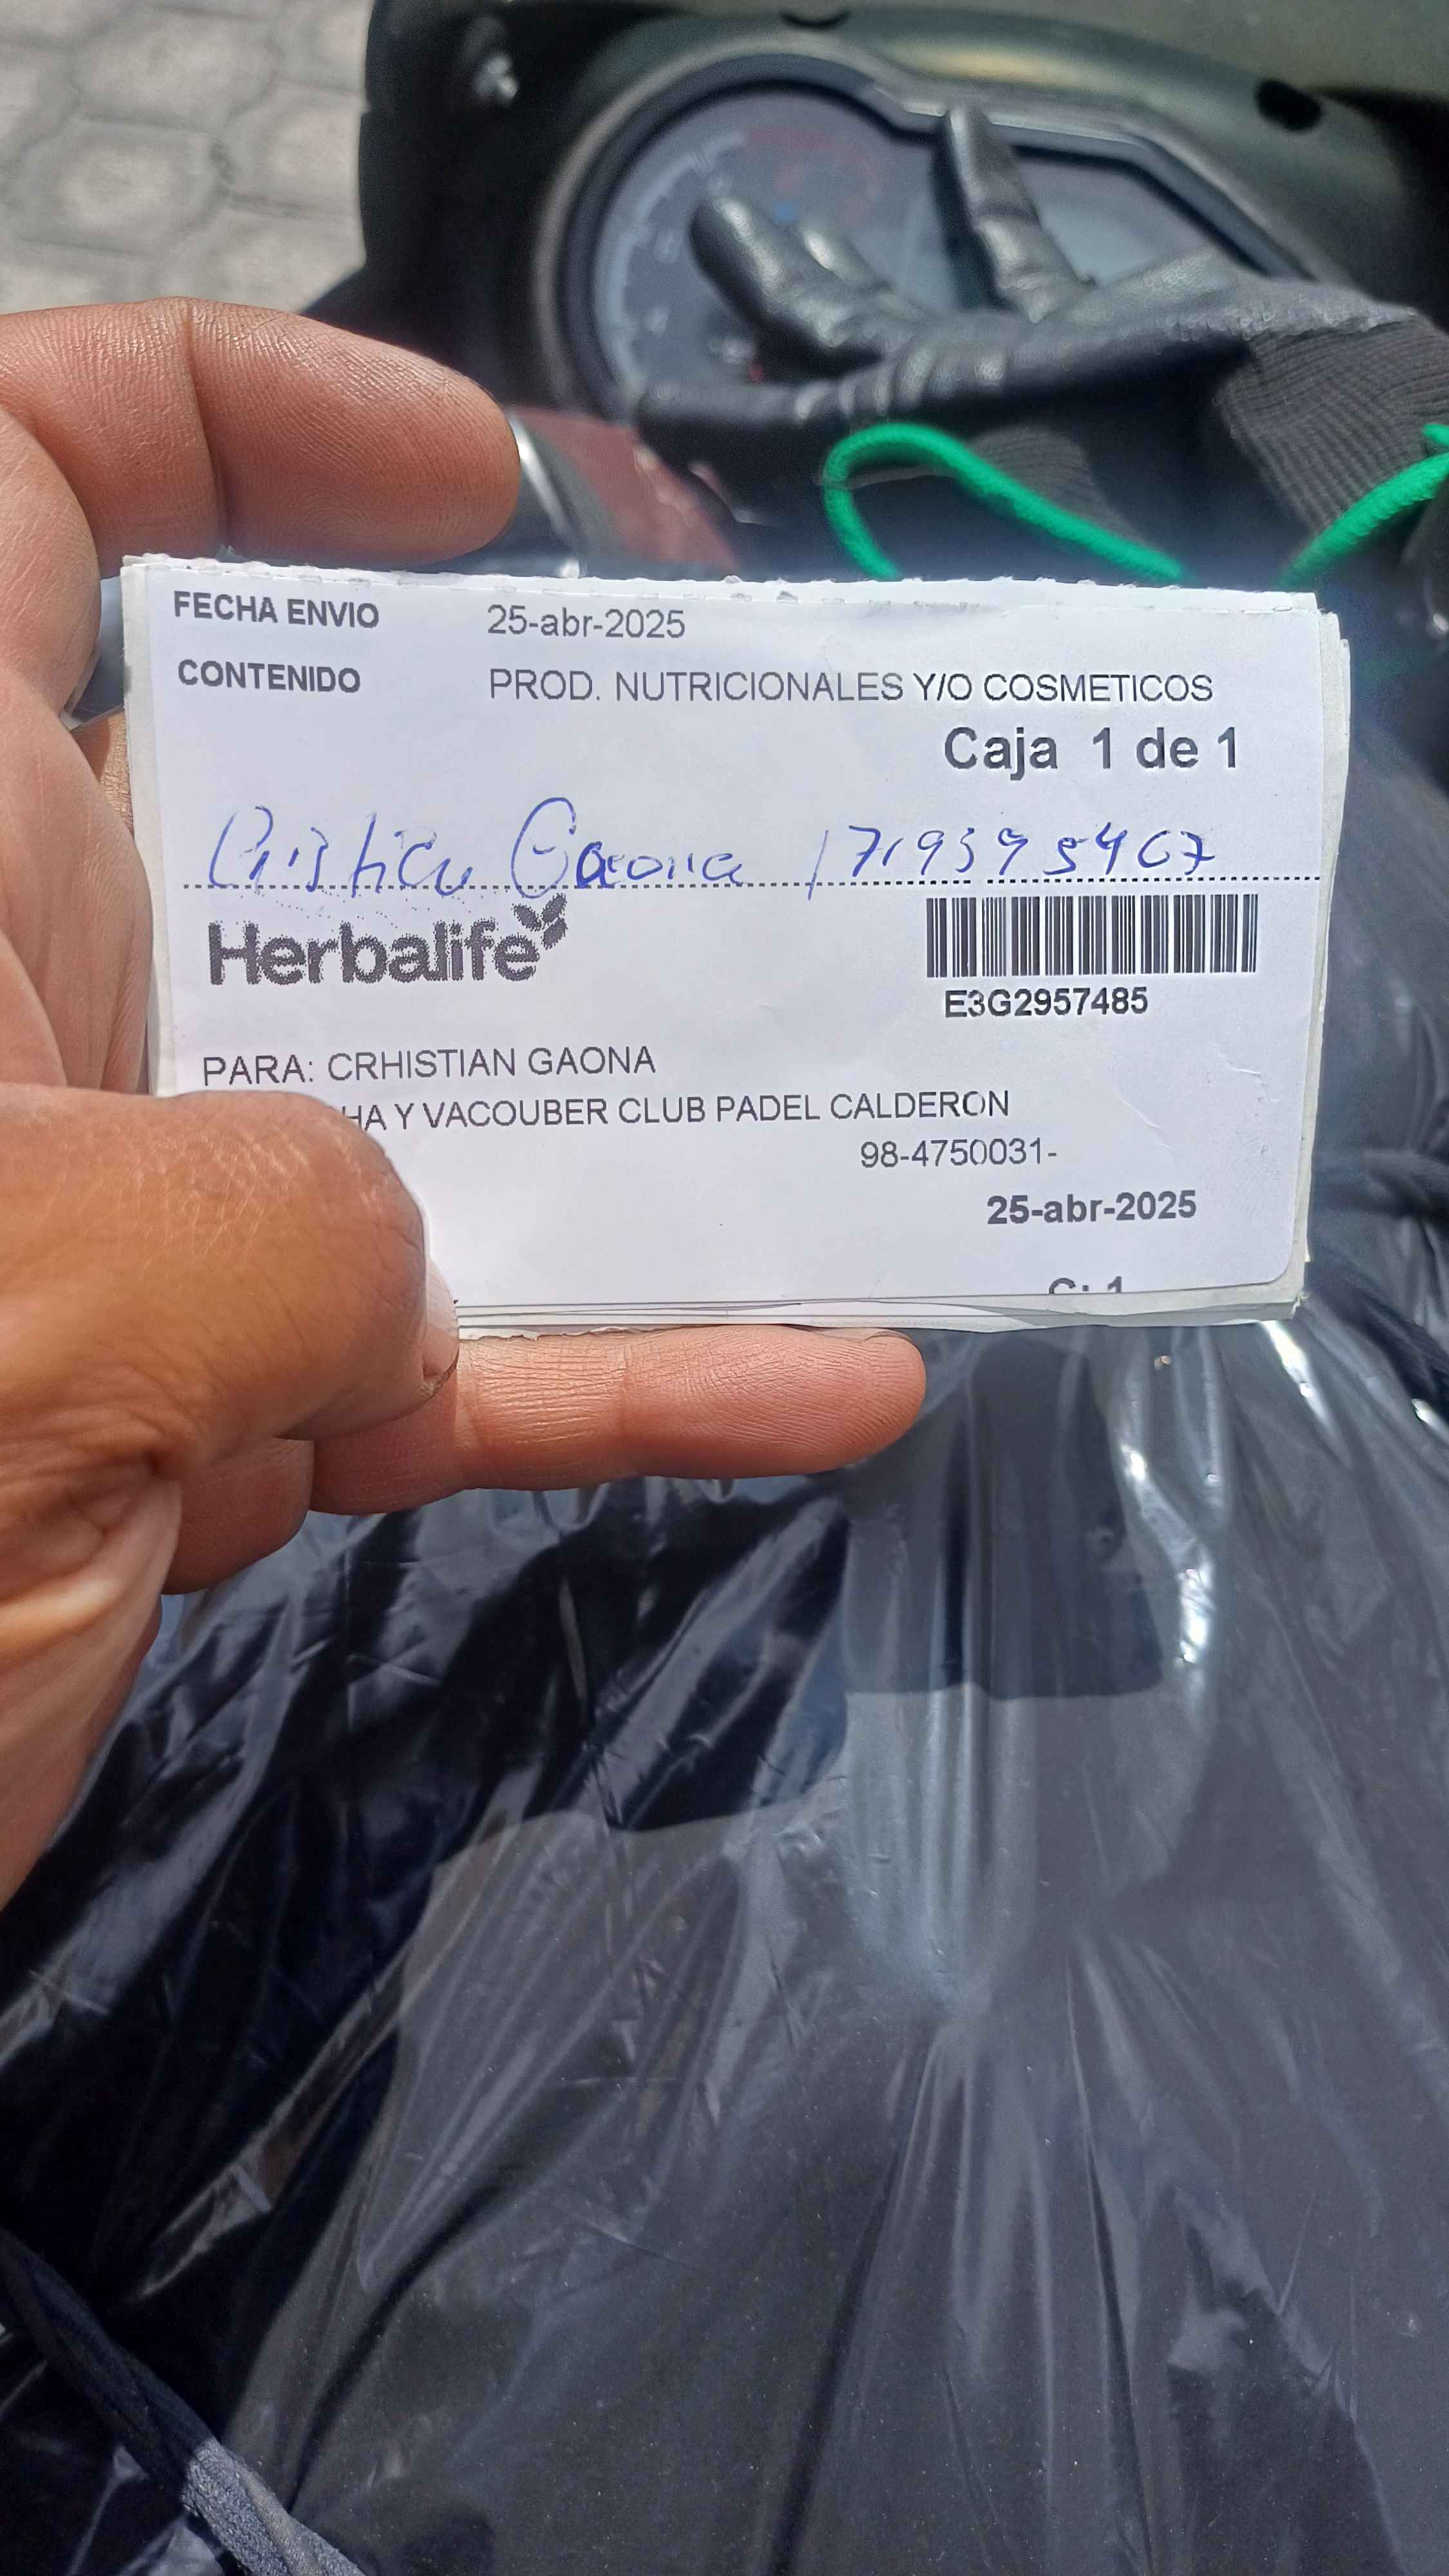 FECHA ENVIO 25-abr-2025
CONTENIDO PROD. NUTRICIONALES Y/O COSMETICOS
Caja 1 de 1
Gaona
Herbalife
E3G2957485
PARA: CRHISTIAN GAONA
HA Y VACOUBER CLUB PADEL CALDERON
98-4750031-
25-abr-2025